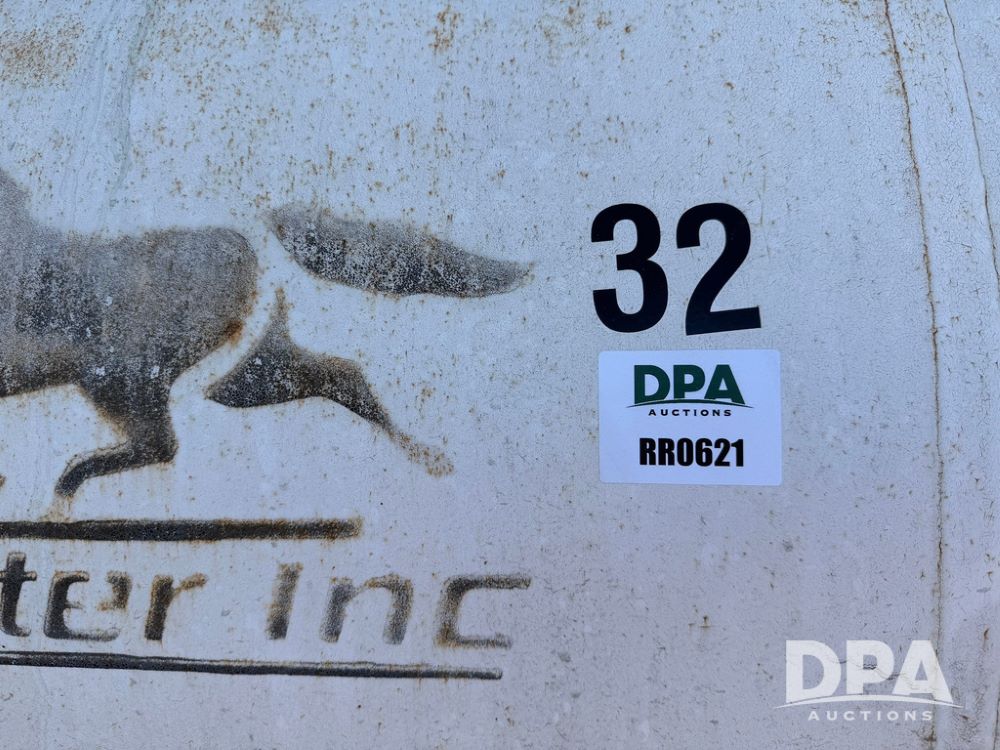 32
DPA
AUCTIONS
RR0621
ter Inc
DPA
AUCTIONS